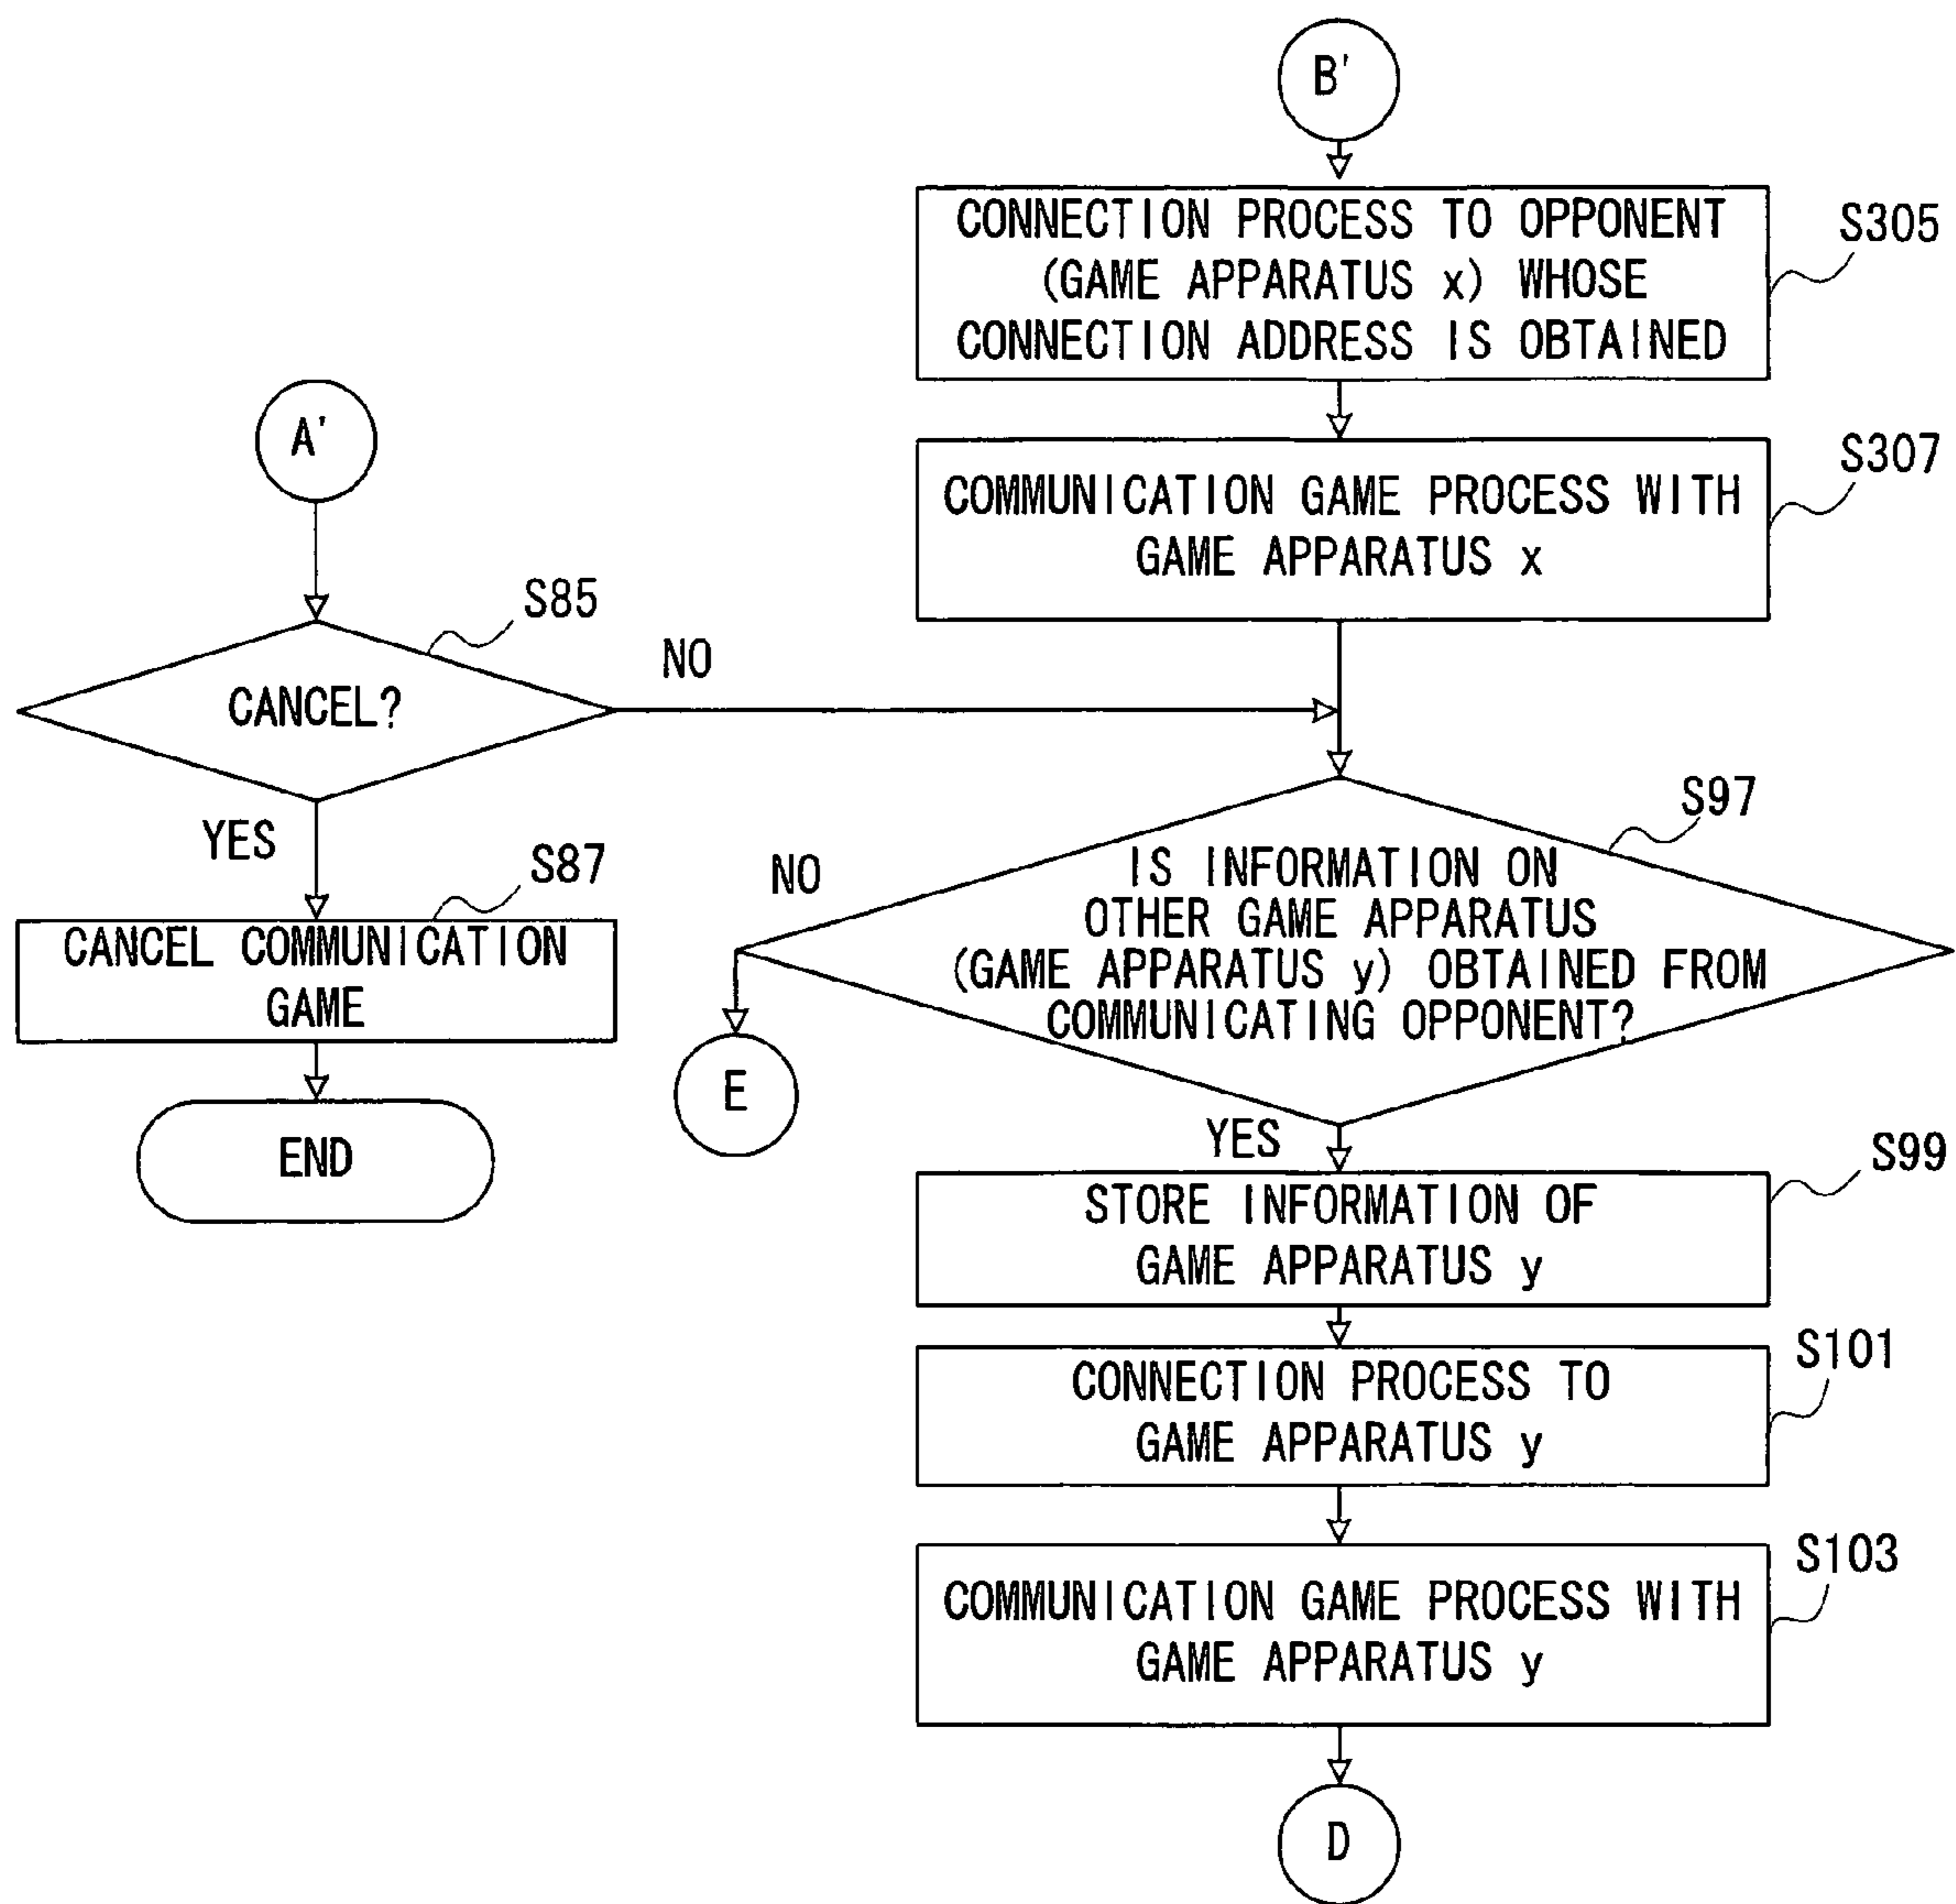 B'
CONNECTION PROCESS TO OPPONENT
(GAME APPARATUS x) WHOSE
CONNECTION ADDRESS IS OBTAINED
S305
COMMUNICATION GAME PROCESS WITH
GAME APPARATUS x
S307
A'
S85
CANCEL?
NO
YES
S87
CANCEL COMMUNICATION
GAME
END
S97
IS INFORMATION ON
OTHER GAME APPARATUS
(GAME APPARATUS y) OBTAINED FROM
COMMUNICATING OPPONENT?
NO
E
YES
S99
STORE INFORMATION OF
GAME APPARATUS y
S101
CONNECTION PROCESS TO
GAME APPARATUS y
S103
COMMUNICATION GAME PROCESS WITH
GAME APPARATUS y
D